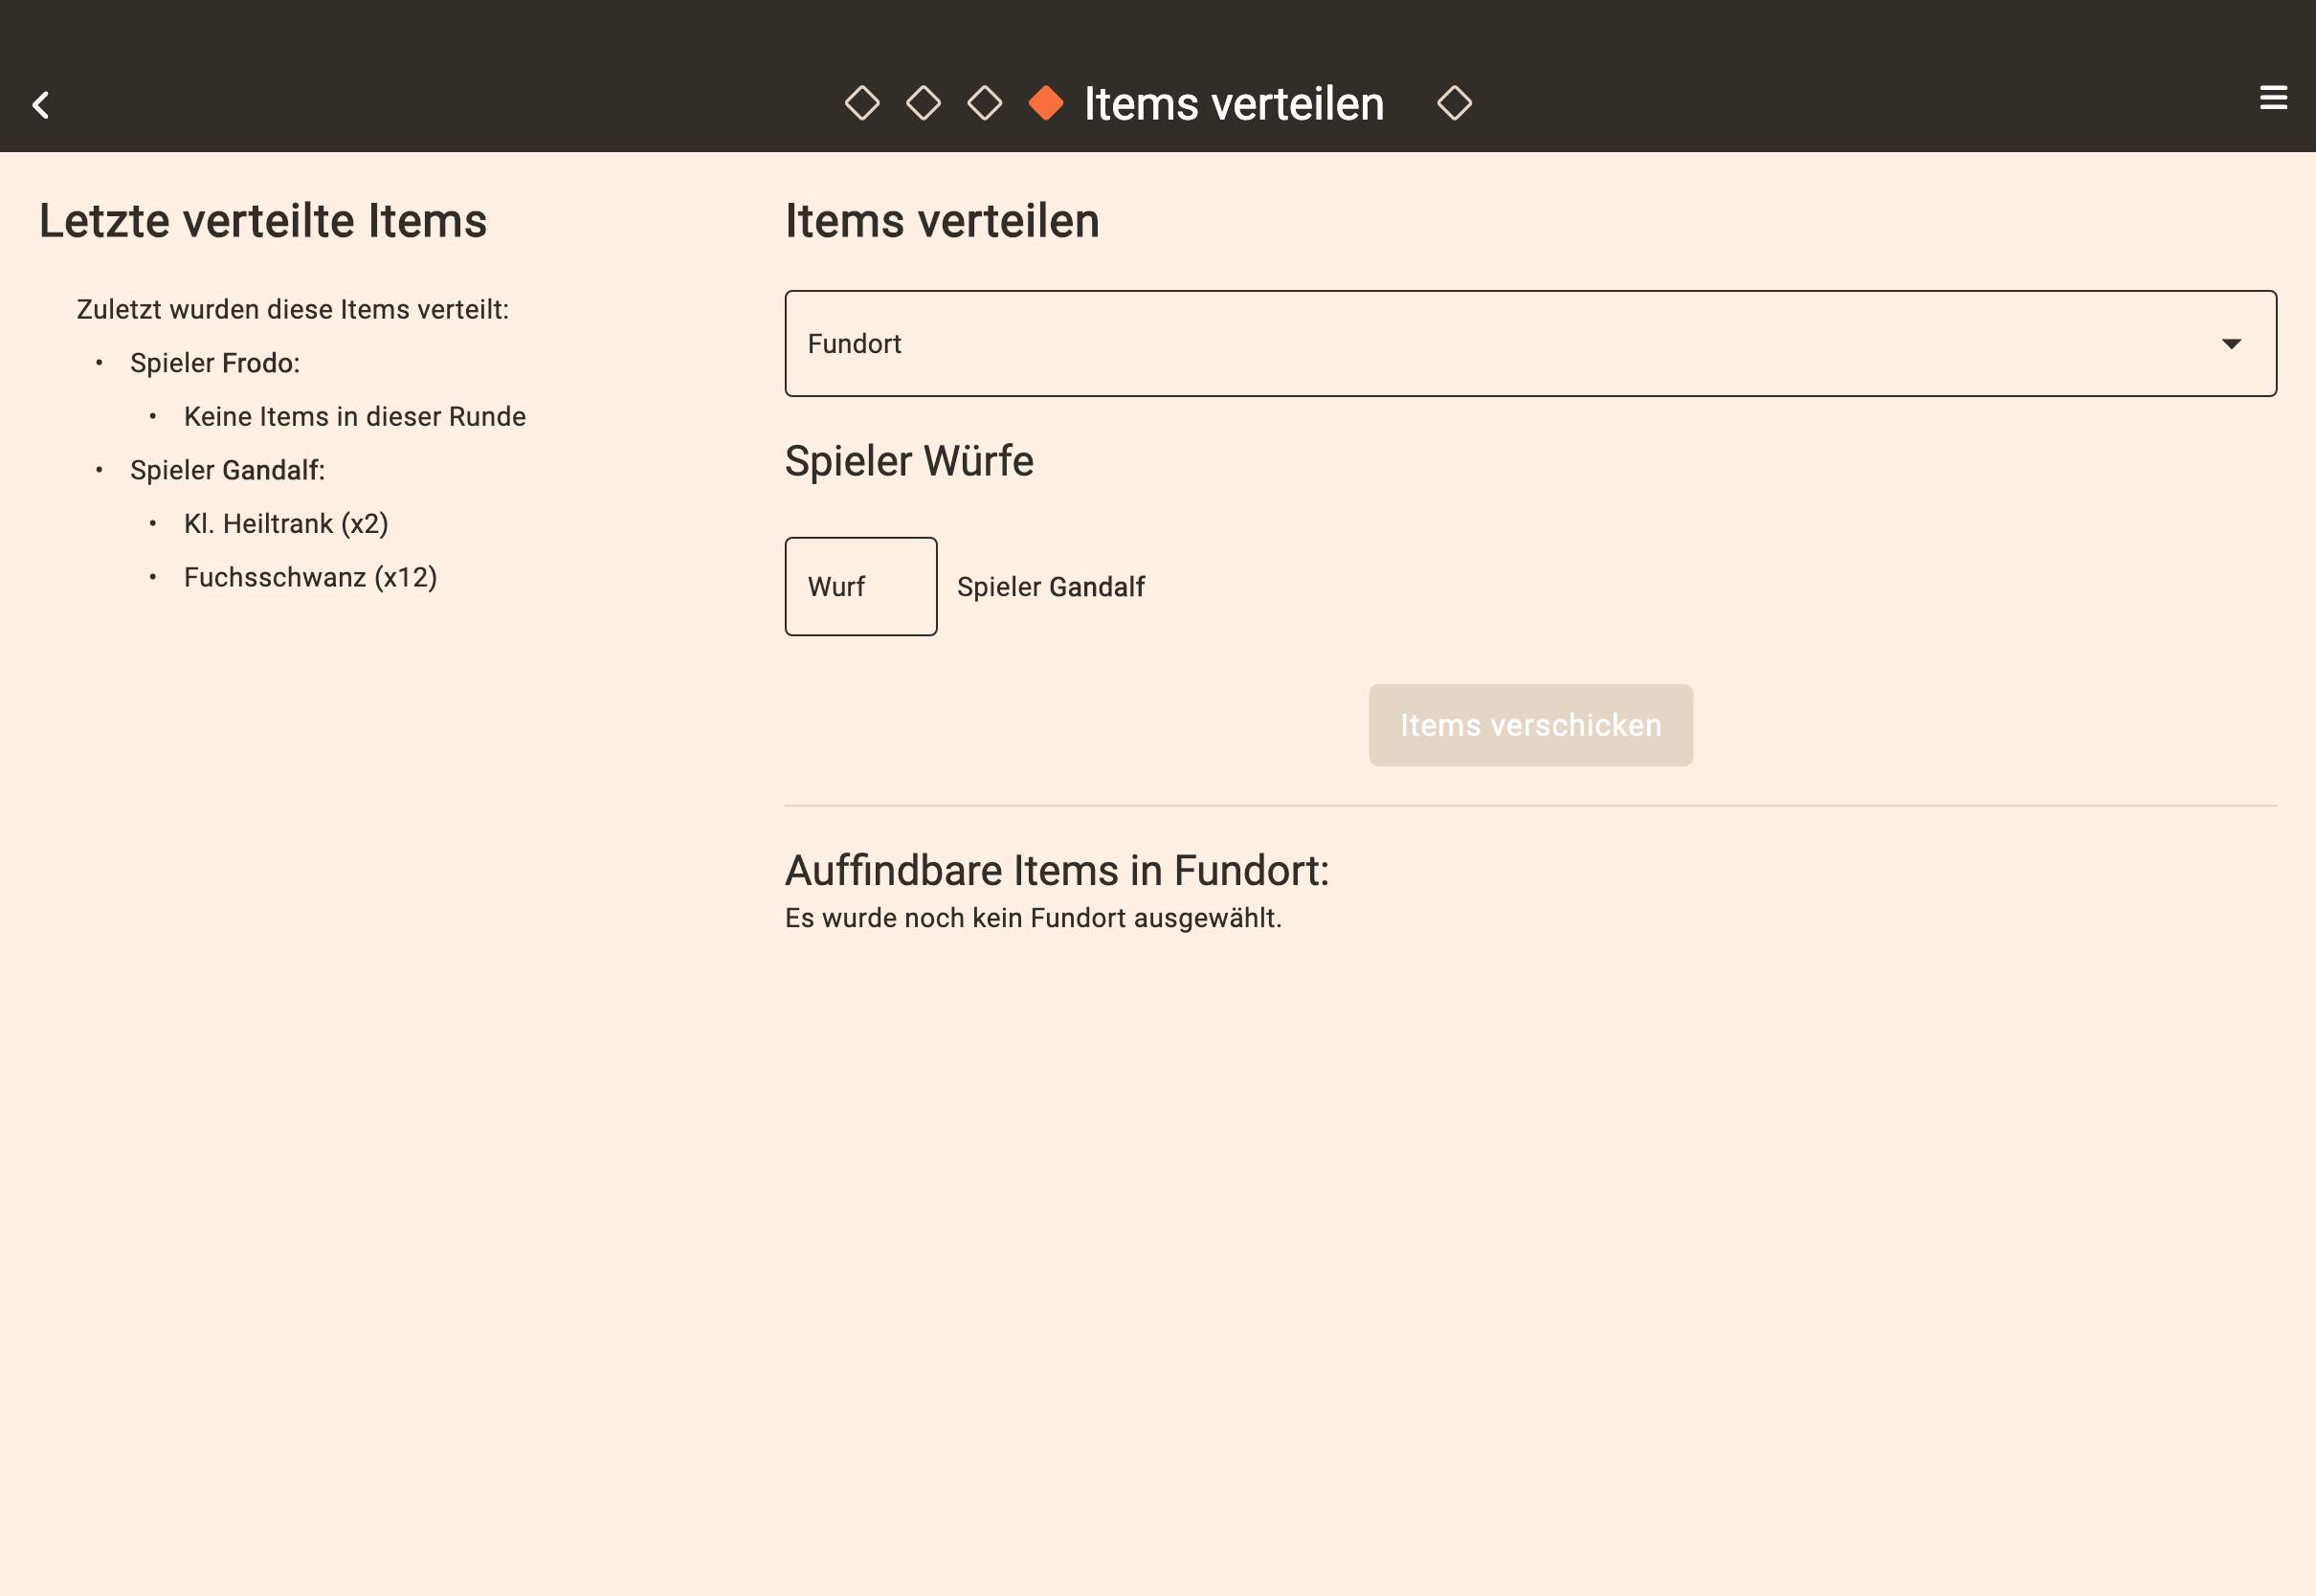 Items verteilen
Letzte verteilte Items
Zuletzt wurden diese Items verteilt:
• Spieler Frodo:
• Keine Items in dieser Runde
• Spieler Gandalf:
• Kl. Heiltrank (x2)
• Fuchsschwanz (x12)
Items verteilen
Fundort
Spieler Würfe
Wurf Spieler Gandalf
Items verschicken
Auffindbare Items in Fundort:
Es wurde noch kein Fundort ausgewählt.